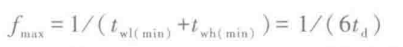 f_max = 1/(t_wl(min) + t_wh(min)) = 1/(6t_d)